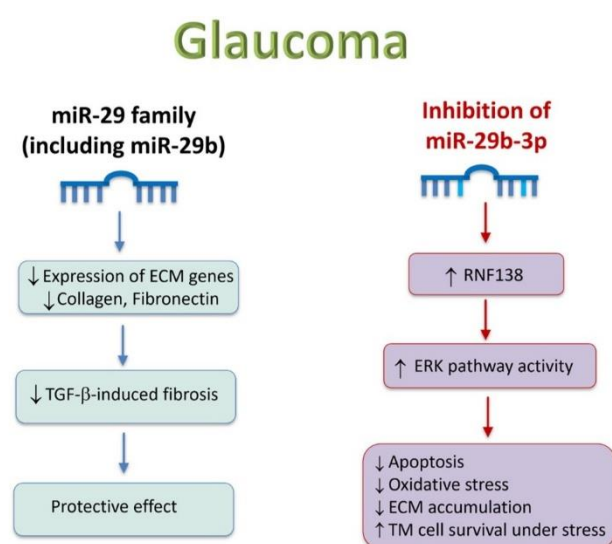 Glaucoma
miR-29 family
(including miR-29b)
↓Expression of ECM genes
↓Collagen, Fibronectin
↓TGF-β-induced fibrosis
Protective effect
Inhibition of
miR-29b-3p
↑ RNF138
↑ ERK pathway activity
↓ Apoptosis
↓ Oxidative stress
↓ ECM accumulation
↑ TM cell survival under stress